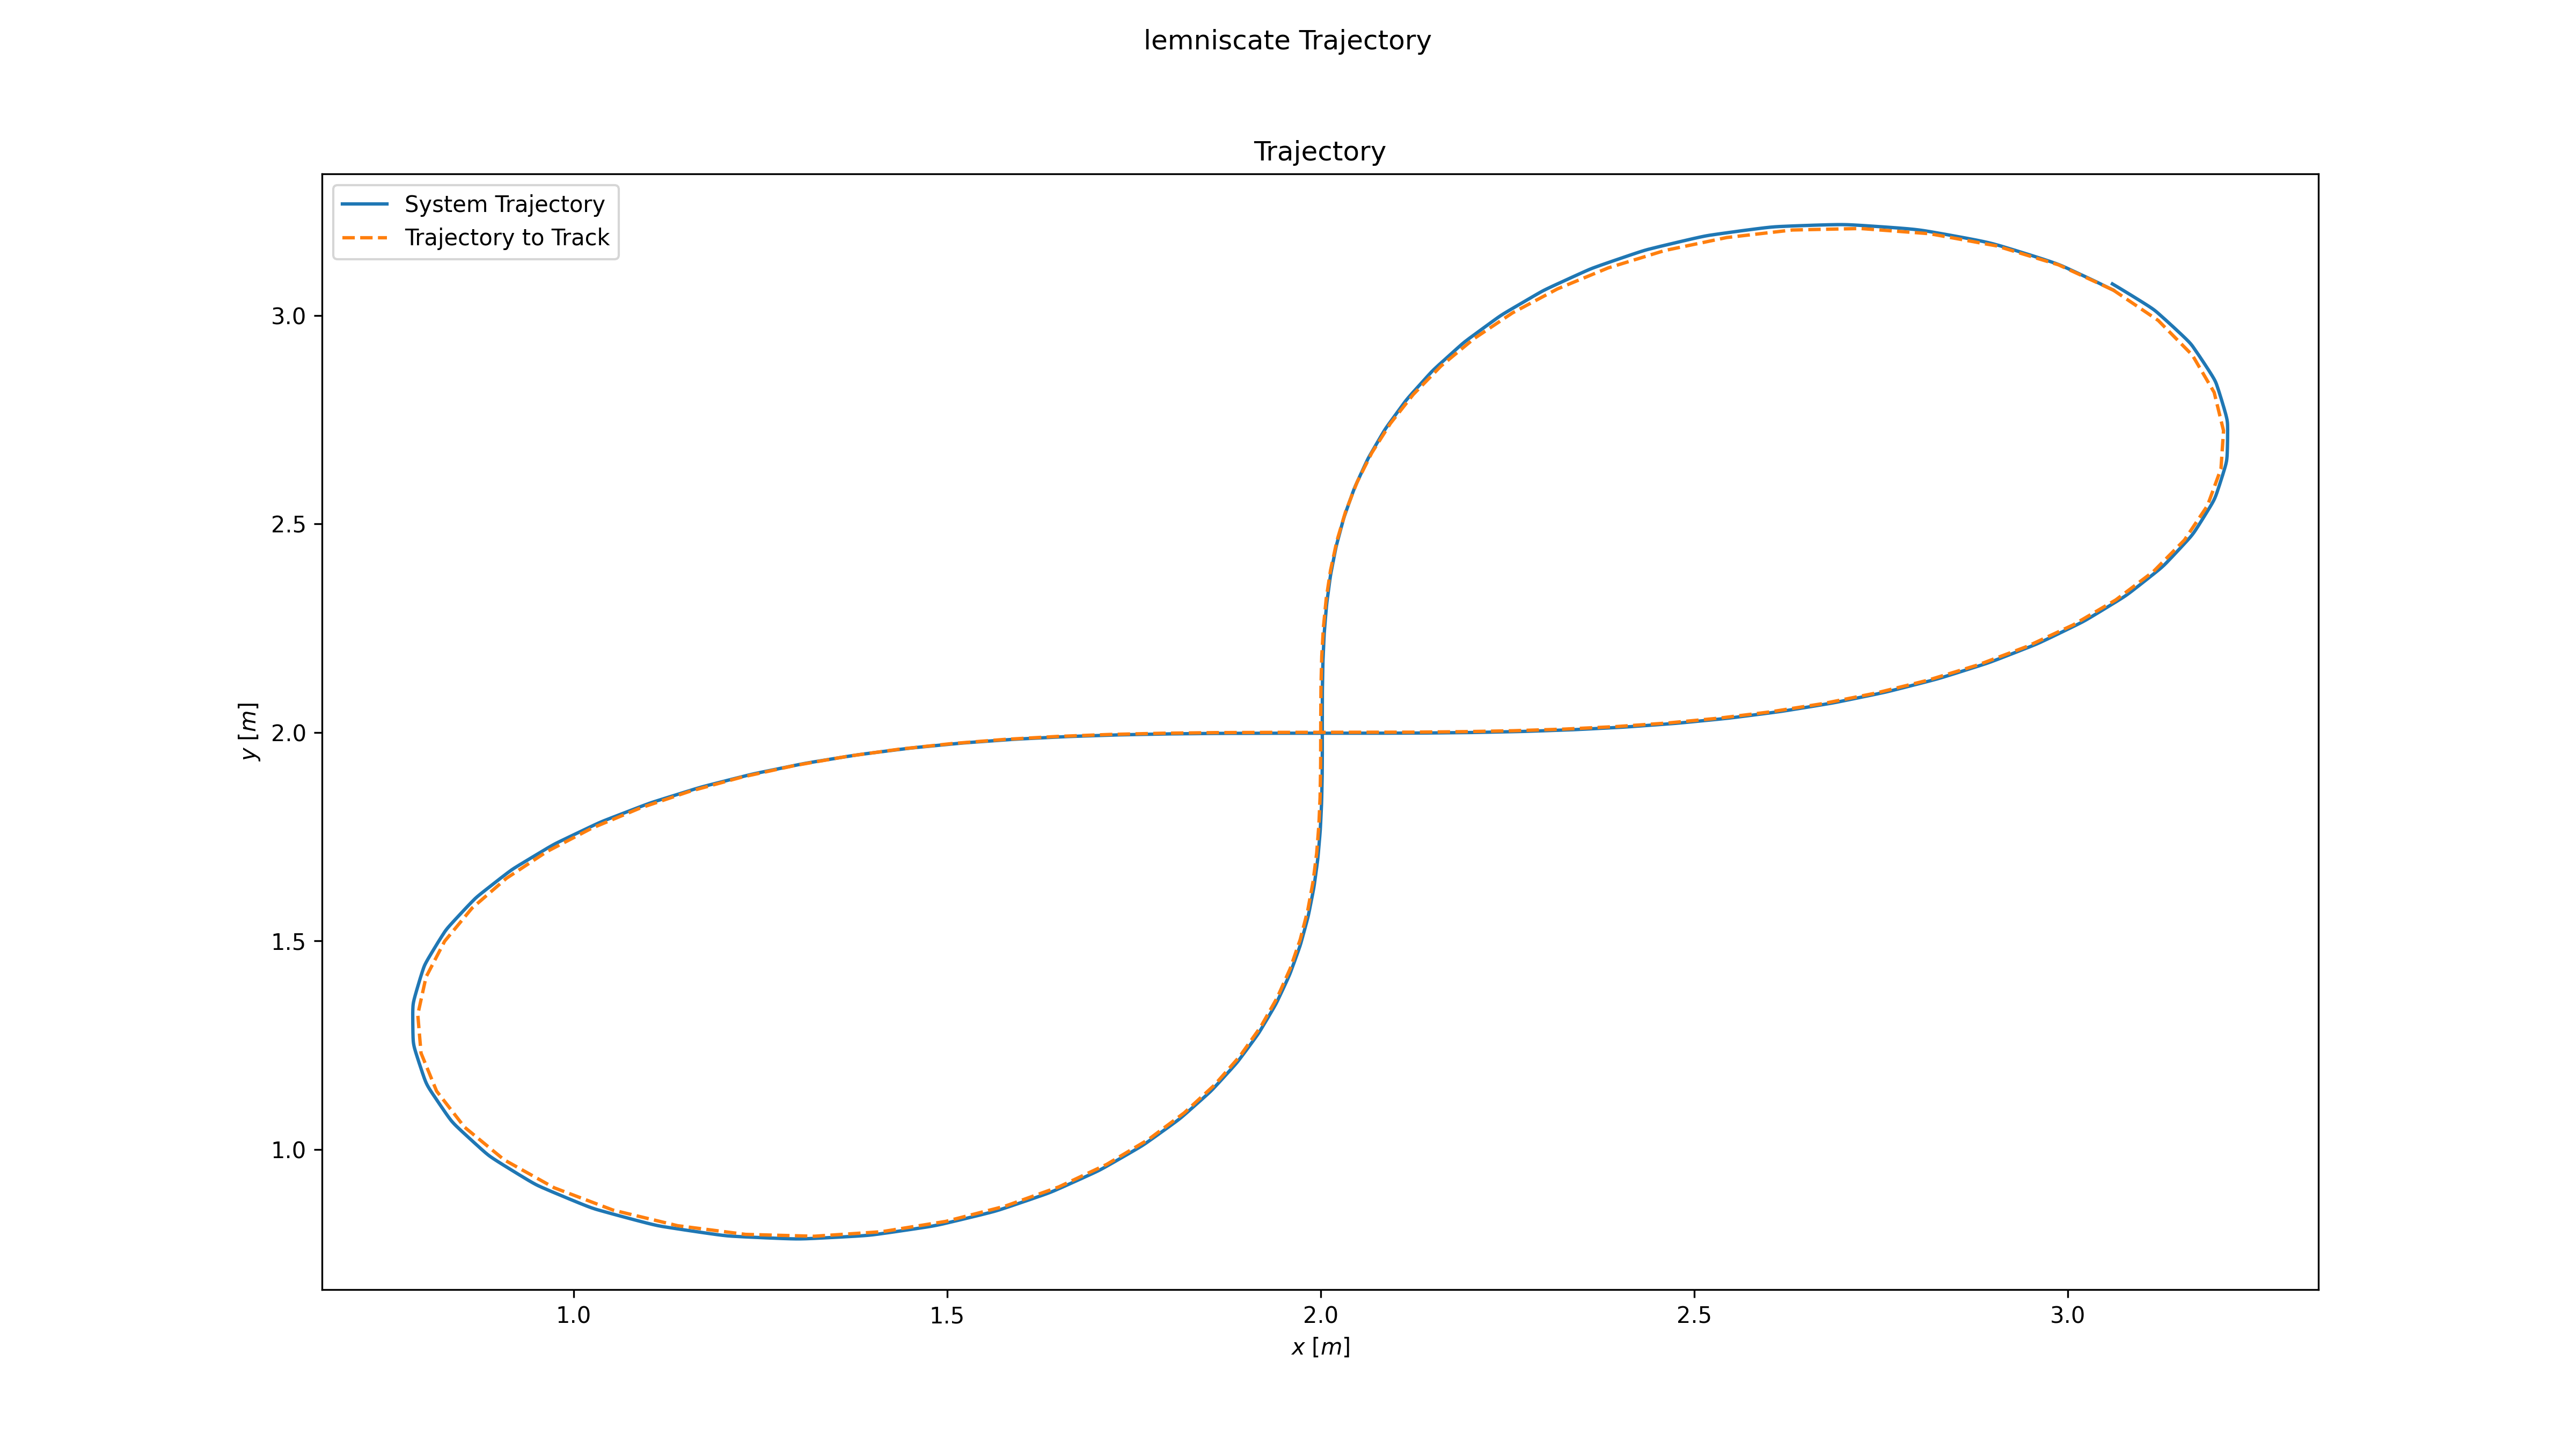 lemniscate Trajectory
Trajectory
System Trajectory
Trajectory to Track
3.0
2.5
2.0
1.5
1.0
y [m]
1.0 1.5 2.0 2.5 3.0
x [m]